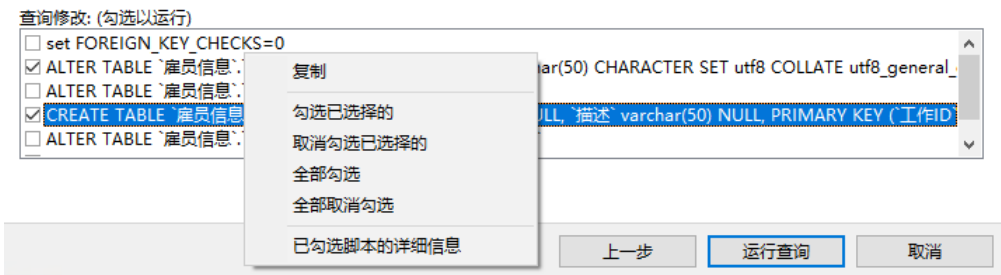 查询修改: (勾选以运行)
set FOREIGN_KEY_CHECKS=0
ALTER TABLE `雇员信息`. ar(50) CHARACTER SET utf8 COLLATE utf8_general_
ALTER TABLE `雇员信息`.
CREATE TABLE `雇员信息 JLL, `描述` varchar(50) NULL, PRIMARY KEY (`工作ID`
ALTER TABLE `雇员信息`.
复制
勾选已选择的
取消勾选已选择的
全部勾选
全部取消勾选
已勾选脚本的详细信息
上一步 运行查询 取消